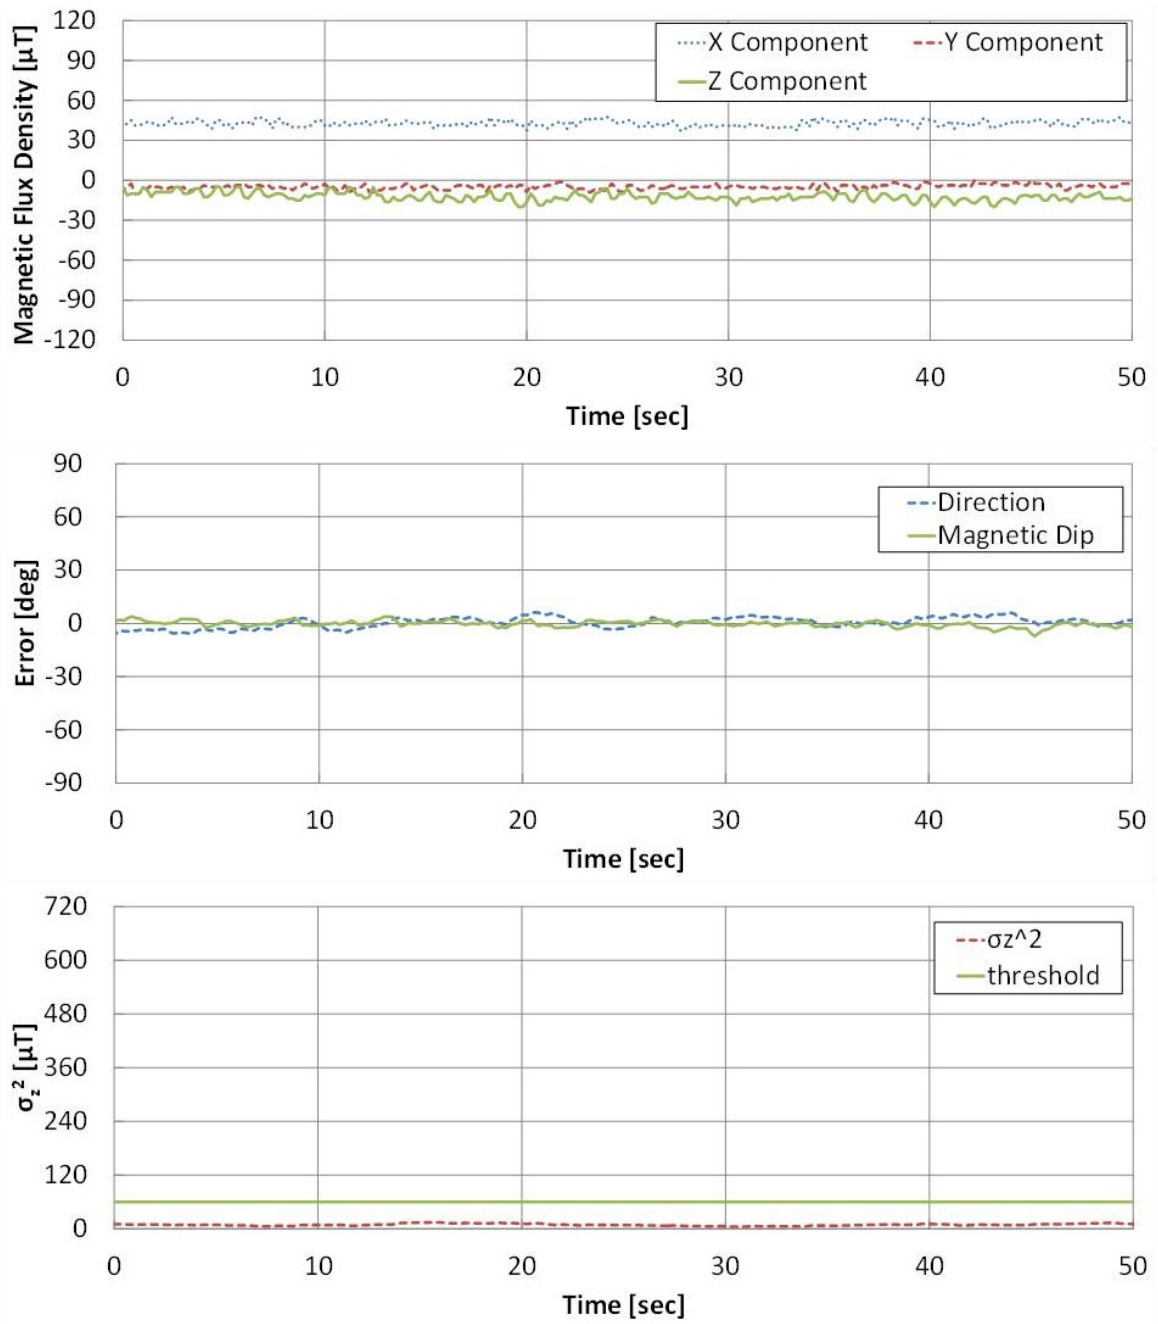 120
90
60
30
0
-30
-60
-90
-120
Magnetic Flux Density [µT]
X Component Y Component
Z Component
0 10 20 30 40 50
Time [sec]
90
60
30
0
-30
-60
-90
Error [deg]
Direction
Magnetic Dip
0 10 20 30 40 50
Time [sec]
720
600
480
360
240
120
0
σz² [µT]
σz^2
threshold
0 10 20 30 40 50
Time [sec]